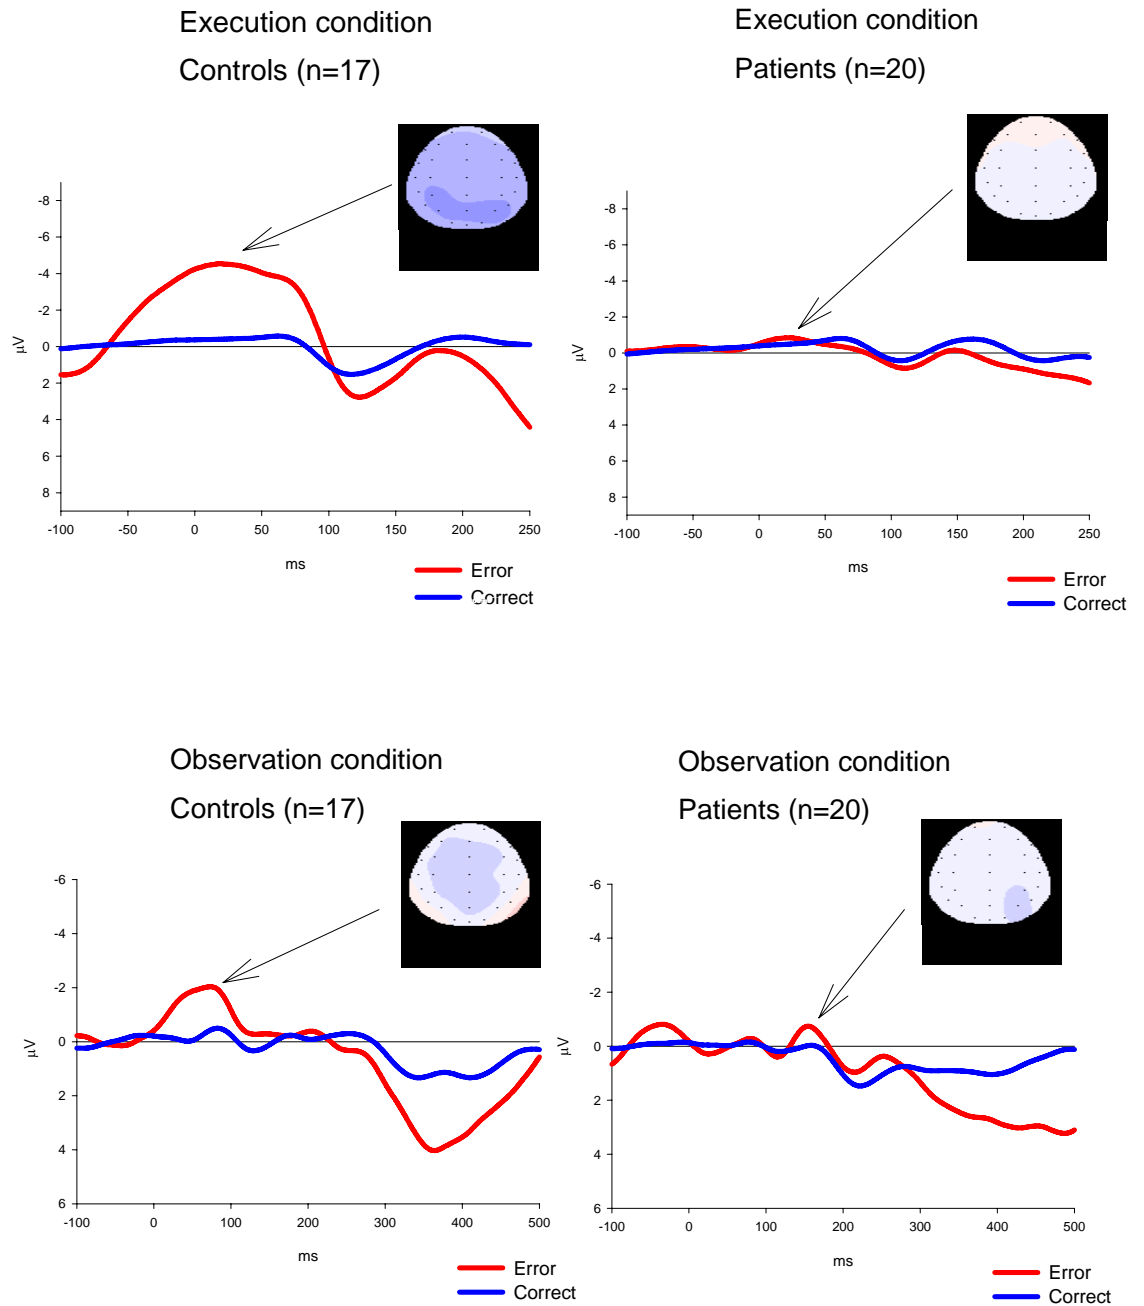 Execution condition
Controls (n=17)
-8
-6
-4
-2
0
2
4
6
8
µV
-100 -50 0 50 100 150 200 250
ms
Error
Correct
Execution condition
Patients (n=20)
-8
-6
-4
-2
0
2
4
6
8
µV
-100 -50 0 50 100 150 200 250
ms
Error
Correct
Observation condition
Controls (n=17)
-6
-4
-2
0
2
4
6
µV
-100 0 100 200 300 400 500
ms
Error
Correct
Observation condition
Patients (n=20)
-6
-4
-2
0
2
4
6
µV
-100 0 100 200 300 400 500
ms
Error
Correct